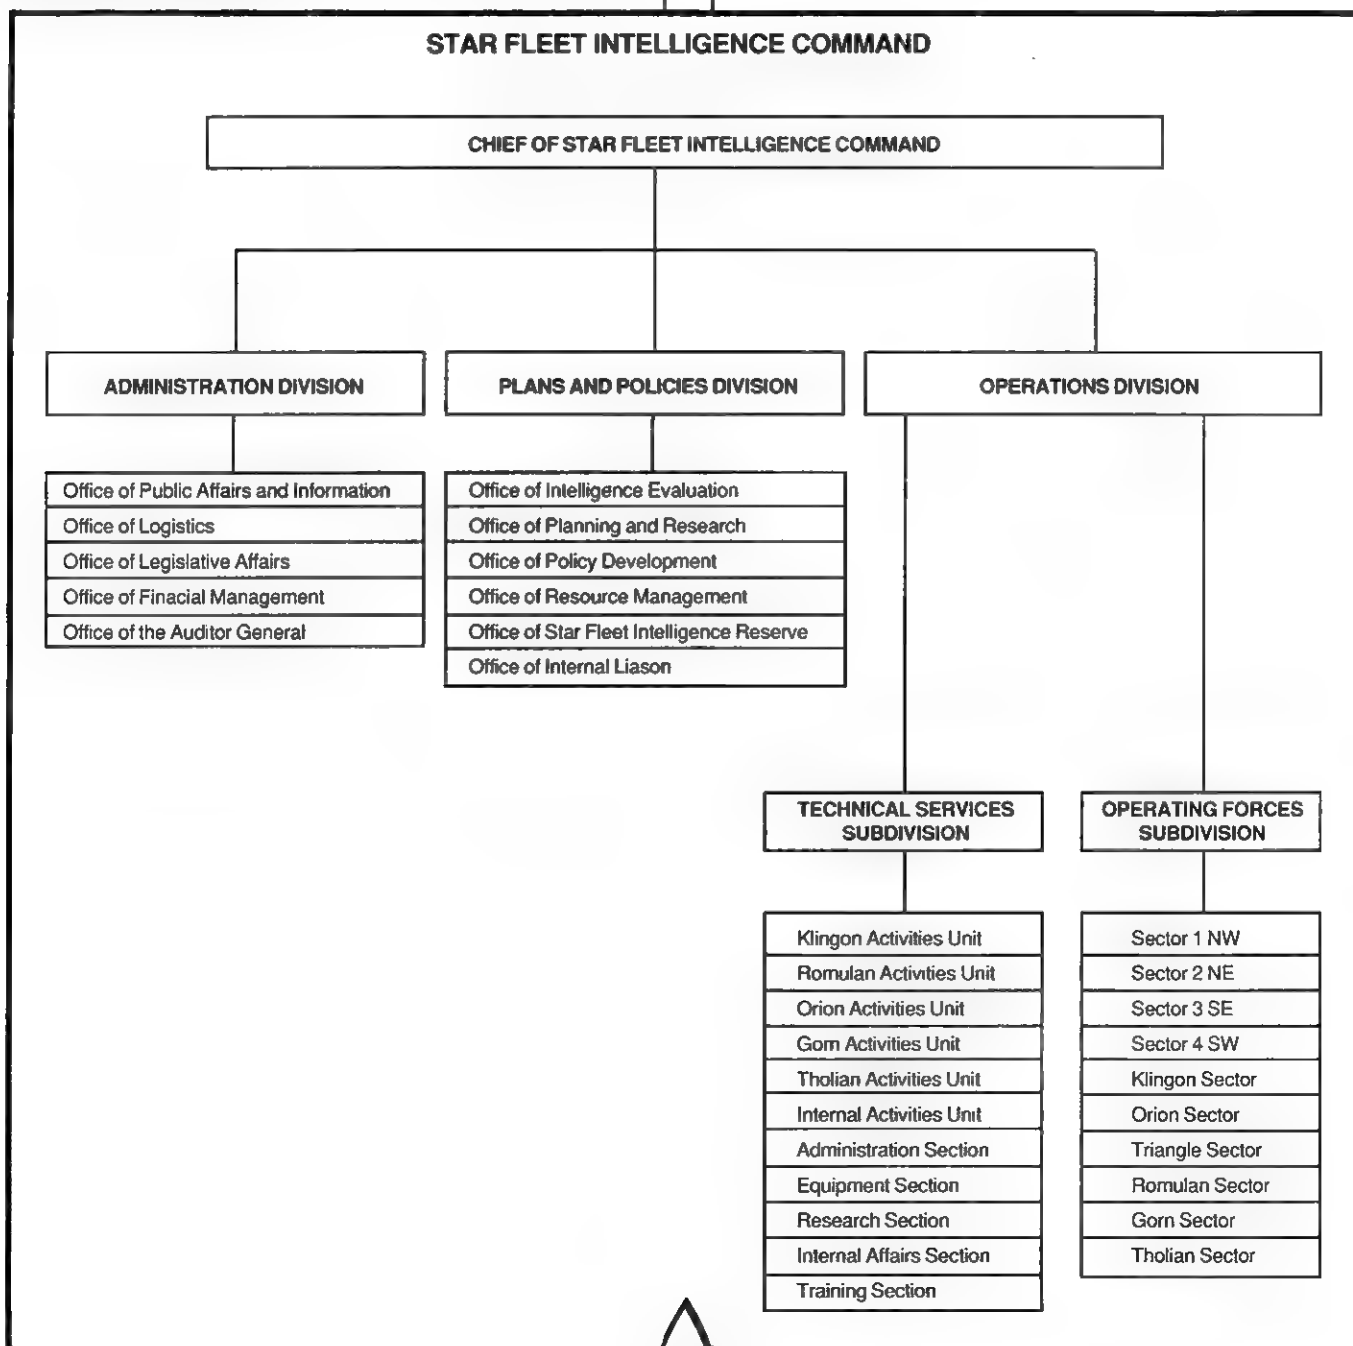 STAR FLEET INTELLIGENCE COMMAND
CHIEF OF STAR FLEET INTELLIGENCE COMMAND
ADMINISTRATION DIVISION
Office of Public Affairs and Information
Office of Logistics
Office of Legislative Affairs
Office of Finacial Management
Office of the Auditor General
PLANS AND POLICIES DIVISION
Office of Intelligence Evaluation
Office of Planning and Research
Office of Policy Development
Office of Resource Management
Office of Star Fleet Intelligence Reserve
Office of Internal Liason
OPERATIONS DIVISION
TECHNICAL SERVICES
SUBDIVISION
Klingon Activities Unit
Romulan Activities Unit
Orion Activities Unit
Gorn Activities Unit
Tholian Activities Unit
Internal Activities Unit
Administration Section
Equipment Section
Research Section
Internal Affairs Section
Training Section
OPERATING FORCES
SUBDIVISION
Sector 1 NW
Sector 2 NE
Sector 3 SE
Sector 4 SW
Klingon Sector
Orion Sector
Triangle Sector
Romulan Sector
Gorn Sector
Tholian Sector